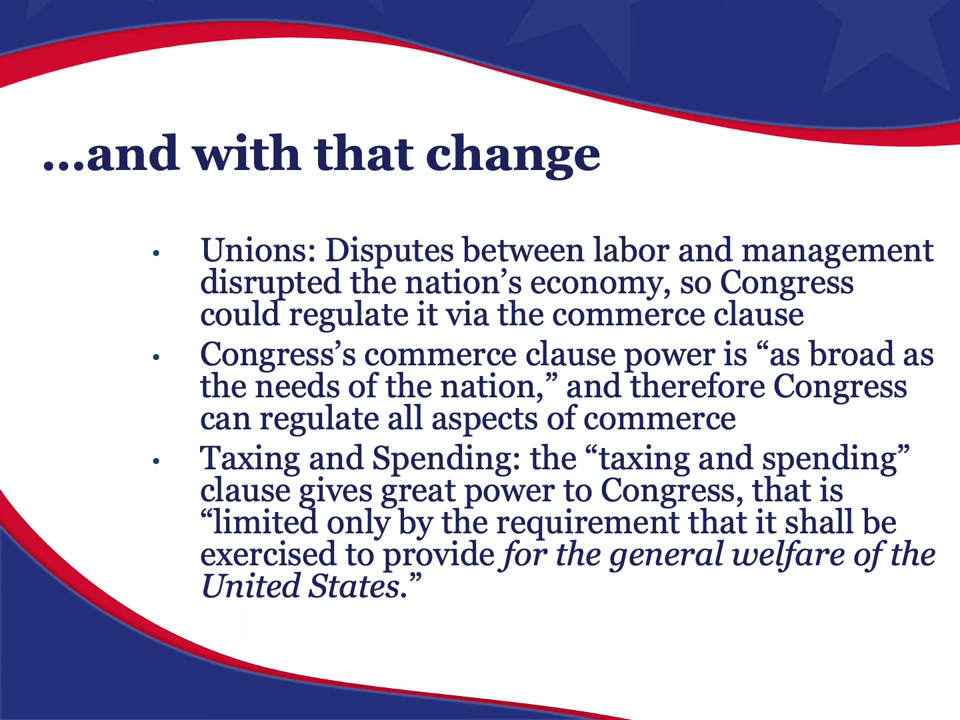 ...and with that change
• Unions: Disputes between labor and management
disrupted the nation’s economy, so Congress
could regulate it via the commerce clause
• Congress’s commerce clause power is “as broad as
the needs of the nation,” and therefore Congress
can regulate all aspects of commerce
• Taxing and Spending: the “taxing and spending”
clause gives great power to Congress, that is
“limited only by the requirement that it shall be
exercised to provide for the general welfare of the
United States.”